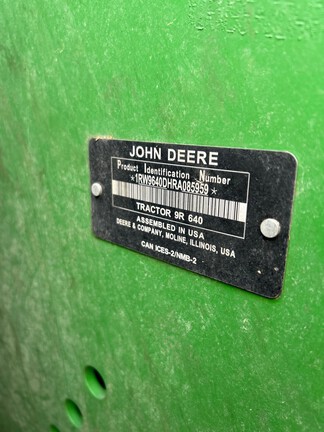 JOHN DEERE
Product Identification Number
*1RW9640DHRA085959*
TRACTOR 9R 640
ASSEMBLED IN USA
DEERE & COMPANY, MOLINE, ILLINOIS, USA
CAN ICES-2/NMB-2